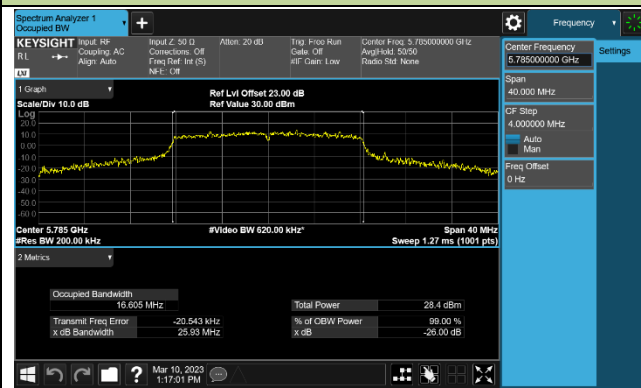 Spectrum Analyzer 1
Occupied BW
Frequency
KEYSIGHT
Input: RF
Coupling: AC
Align: Auto
Input Z: 50 Ω
Corrections: Off
Freq Ref: Int (S)
NFE: Off
Atten: 20 dB
Trig: Free Run
Gate: Off
#IF Gain: Low
Center Freq: 5.785000000 GHz
Avg|Hold: 50/50
Radio Std: None
RL
LXI
Center Frequency
5.785000000 GHz
Settings
Span
40.000 MHz
CF Step
4.000000 MHz
Auto
Man
Freq Offset
0 Hz
1 Graph
Scale/Div 10.0 dB
Ref Lvl Offset 23.00 dB
Ref Value 30.00 dBm
Log
20.0
10.0
0.00
-10.0
-20.0
-30.0
-40.0
-50.0
-60.0
Center 5.785 GHz
#Video BW 620.00 kHz*
Span 40 MHz
#Res BW 200.00 kHz
Sweep 1.27 ms (1001 pts)
2 Metrics
Occupied Bandwidth
16.605 MHz
Total Power
28.4 dBm
Transmit Freq Error
-20.543 kHz
% of OBW Power
99.00 %
x dB Bandwidth
25.93 MHz
x dB
-26.00 dB
?
Mar 10, 2023
1:17:01 PM